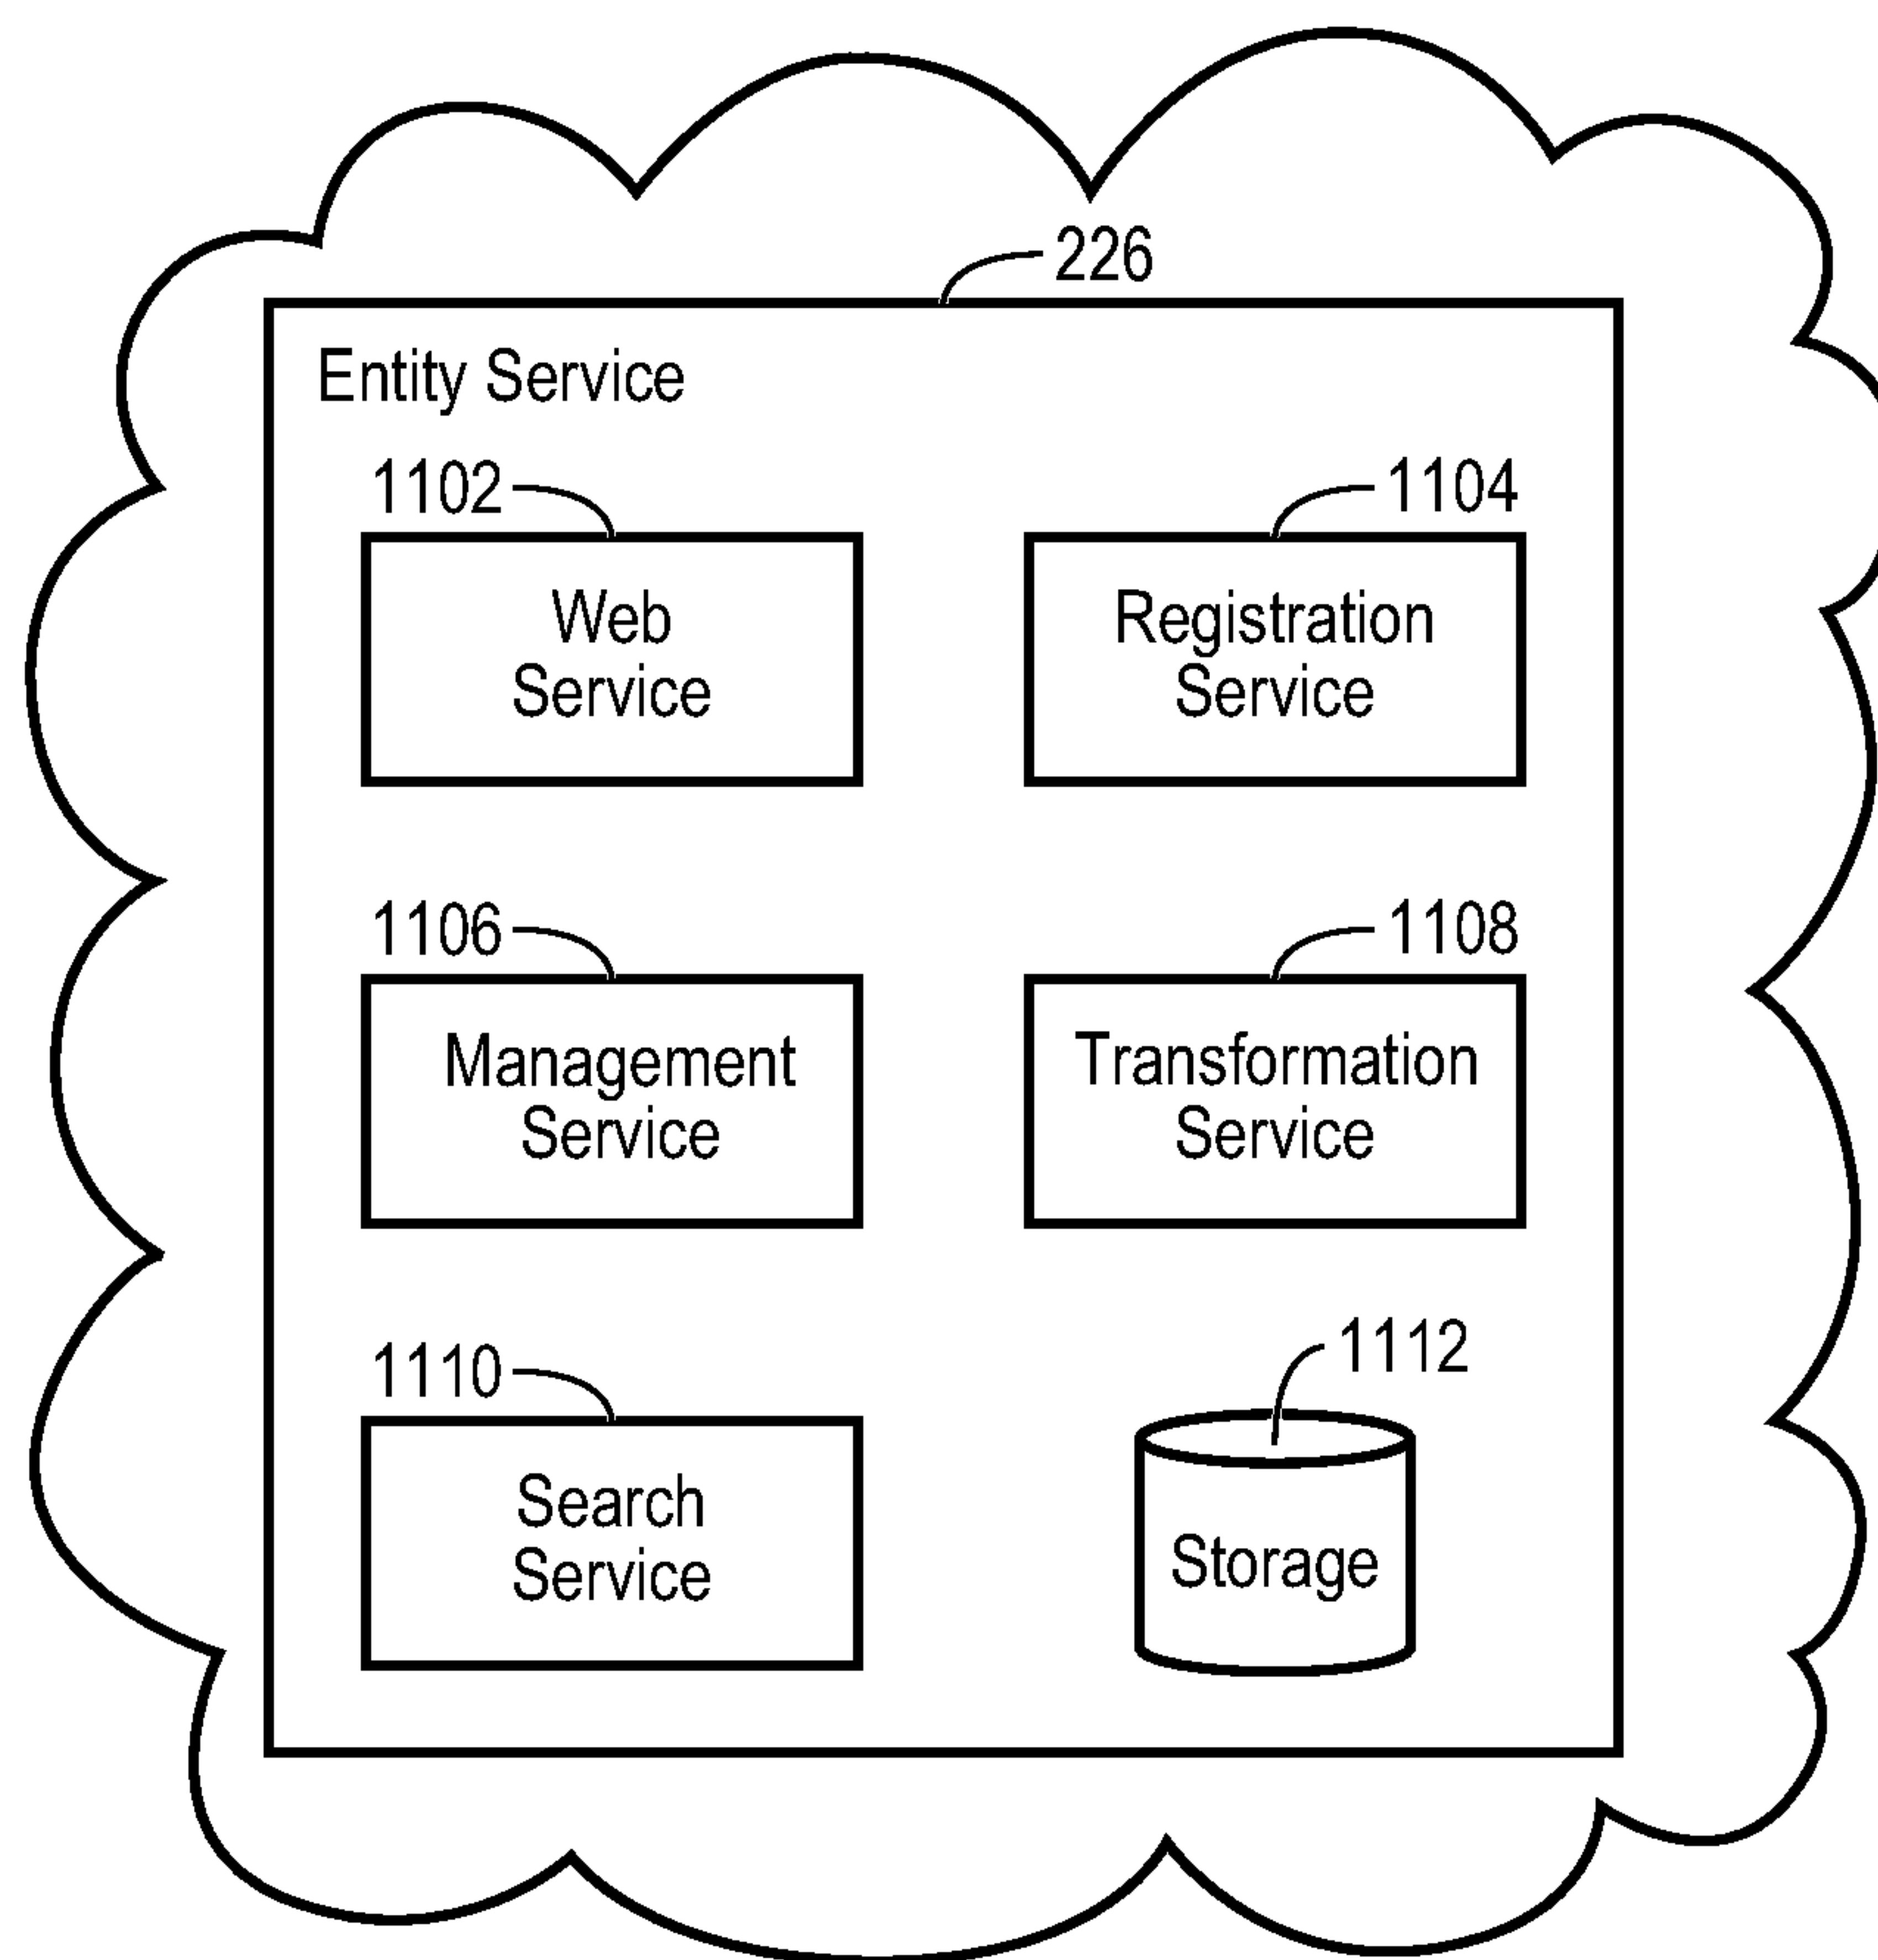 226
Entity Service
1102
1104
Web
Service
Registration
Service
1106
1108
Management
Service
Transformation
Service
1110
1112
Search
Service
Storage